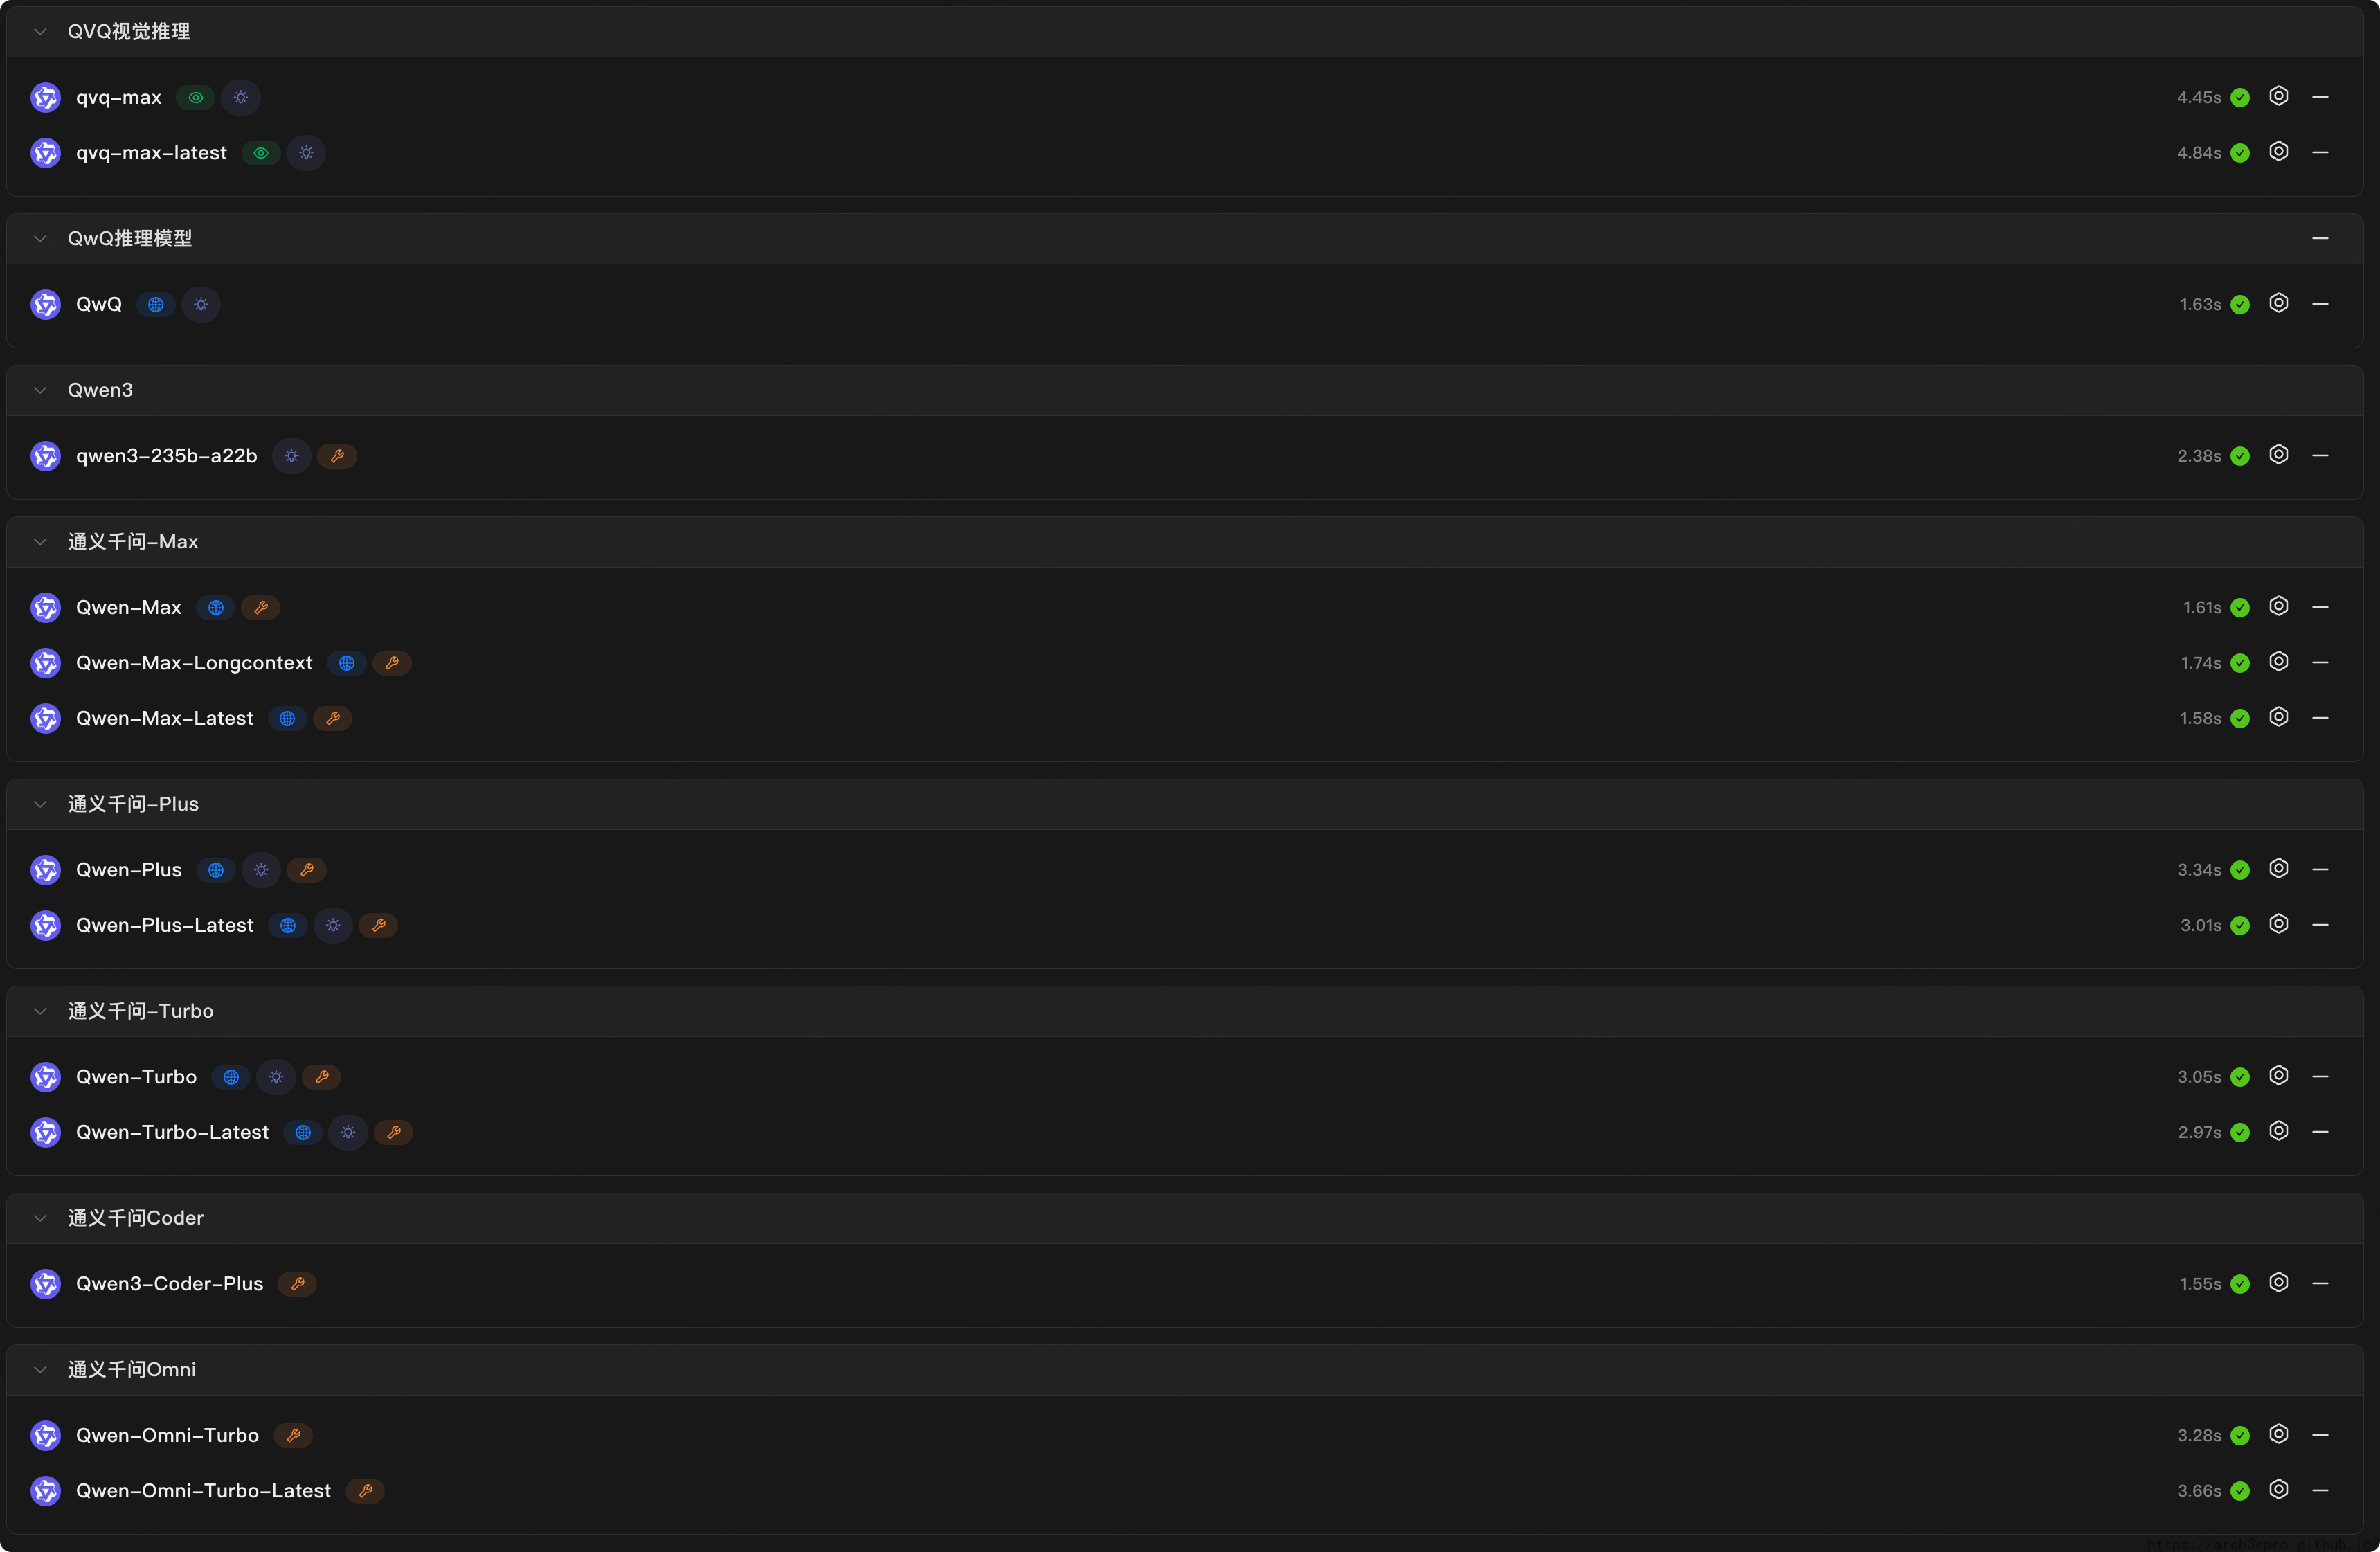 QVQ视觉推理
qvq-max 4.45s
qvq-max-latest 4.84s
QwQ推理模型
QwQ 1.63s
Qwen3
qwen3-235b-a22b 2.38s
通义千问-Max
Qwen-Max 1.61s
Qwen-Max-Longcontext 1.74s
Qwen-Max-Latest 1.58s
通义千问-Plus
Qwen-Plus 3.34s
Qwen-Plus-Latest 3.01s
通义千问-Turbo
Qwen-Turbo 3.05s
Qwen-Turbo-Latest 2.97s
通义千问Coder
Qwen3-Coder-Plus 1.55s
通义千问Omni
Qwen-Omni-Turbo 3.28s
Qwen-Omni-Turbo-Latest 3.66s